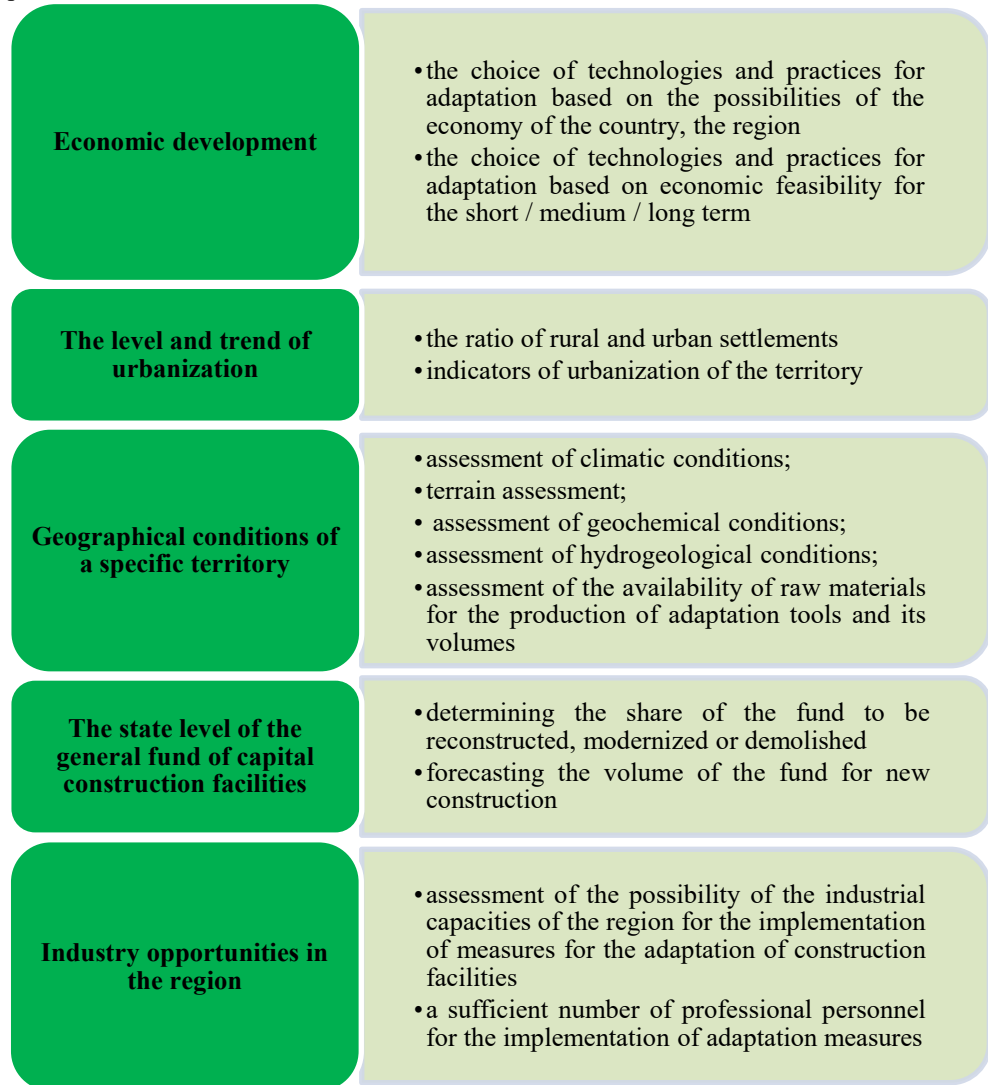 Economic development
•the choice of technologies and practices for
adaptation based on the possibilities of the
economy of the country, the region
•the choice of technologies and practices for
adaptation based on economic feasibility for
the short / medium / long term
The level and trend of
urbanization
•the ratio of rural and urban settlements
•indicators of urbanization of the territory
Geographical conditions of
a specific territory
•assessment of climatic conditions;
•terrain assessment;
• assessment of geochemical conditions;
•assessment of hydrogeological conditions;
•assessment of the availability of raw materials
for the production of adaptation tools and its
volumes
The state level of the
general fund of capital
construction facilities
•determining the share of the fund to be
reconstructed, modernized or demolished
•forecasting the volume of the fund for new
construction
Industry opportunities in
the region
•assessment of the possibility of the industrial
capacities of the region for the implementation
of measures for the adaptation of construction
facilities
•a sufficient number of professional personnel
for the implementation of adaptation measures